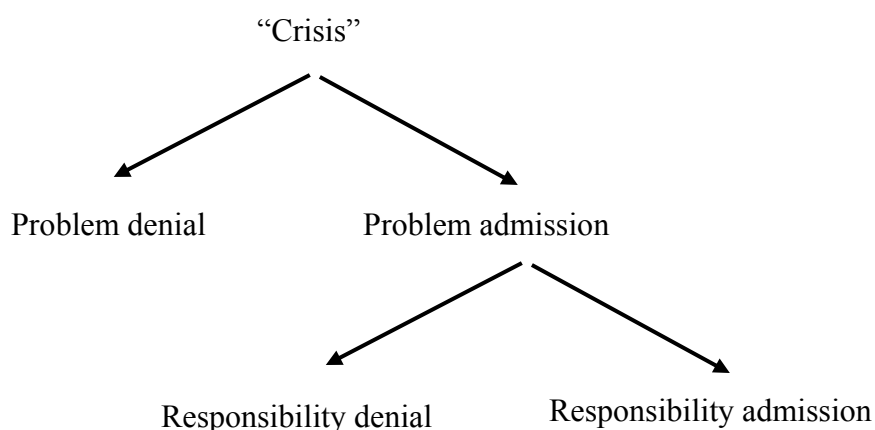 “Crisis”
Problem denial
Problem admission
Responsibility denial
Responsibility admission